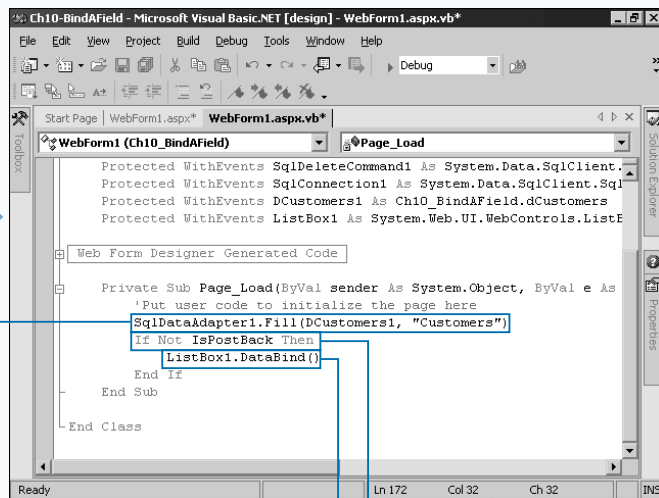 Ch10-BindAField - Microsoft Visual Basic.NET [design] - WebForm1.aspx.vb*
File Edit View Project Build Debug Tools Window Help
Debug
Start Page WebForm1.aspx* WebForm1.aspx.vb*
Toolbox
WebForm1 (Ch10_BindAField) Page_Load
Solution Explorer
Properties
Protected WithEvents SqlDeleteCommand1 As System.Data.SqlClient.
Protected WithEvents SqlConnection1 As System.Data.SqlClient.Sql
Protected WithEvents DCustomers1 As Ch10_BindAField.dCustomers
Protected WithEvents ListBox1 As System.Web.UI.WebControls.ListB
Web Form Designer Generated Code
Private Sub Page_Load(ByVal sender As System.Object, ByVal e As
'Put user code to initialize the page here
SqlDataAdapter1.Fill(DCustomers1, "Customers")
If Not IsPostBack Then
ListBox1.DataBind()
End If
End Sub
End Class
Ready Ln 172 Col 32 Ch 32 INS